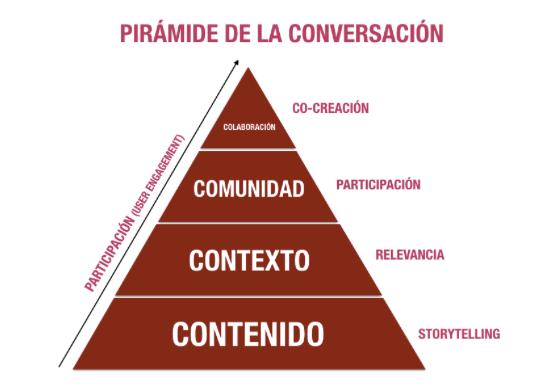 PIRÁMIDE DE LA CONVERSACIÓN
CO-CREACIÓN
COLABORACIÓN
COMUNIDAD
PARTICIPACIÓN
PARTICIPACIÓN (USER ENGAGEMENT)
CONTEXTO
RELEVANCIA
CONTENIDO
STORYTELLING